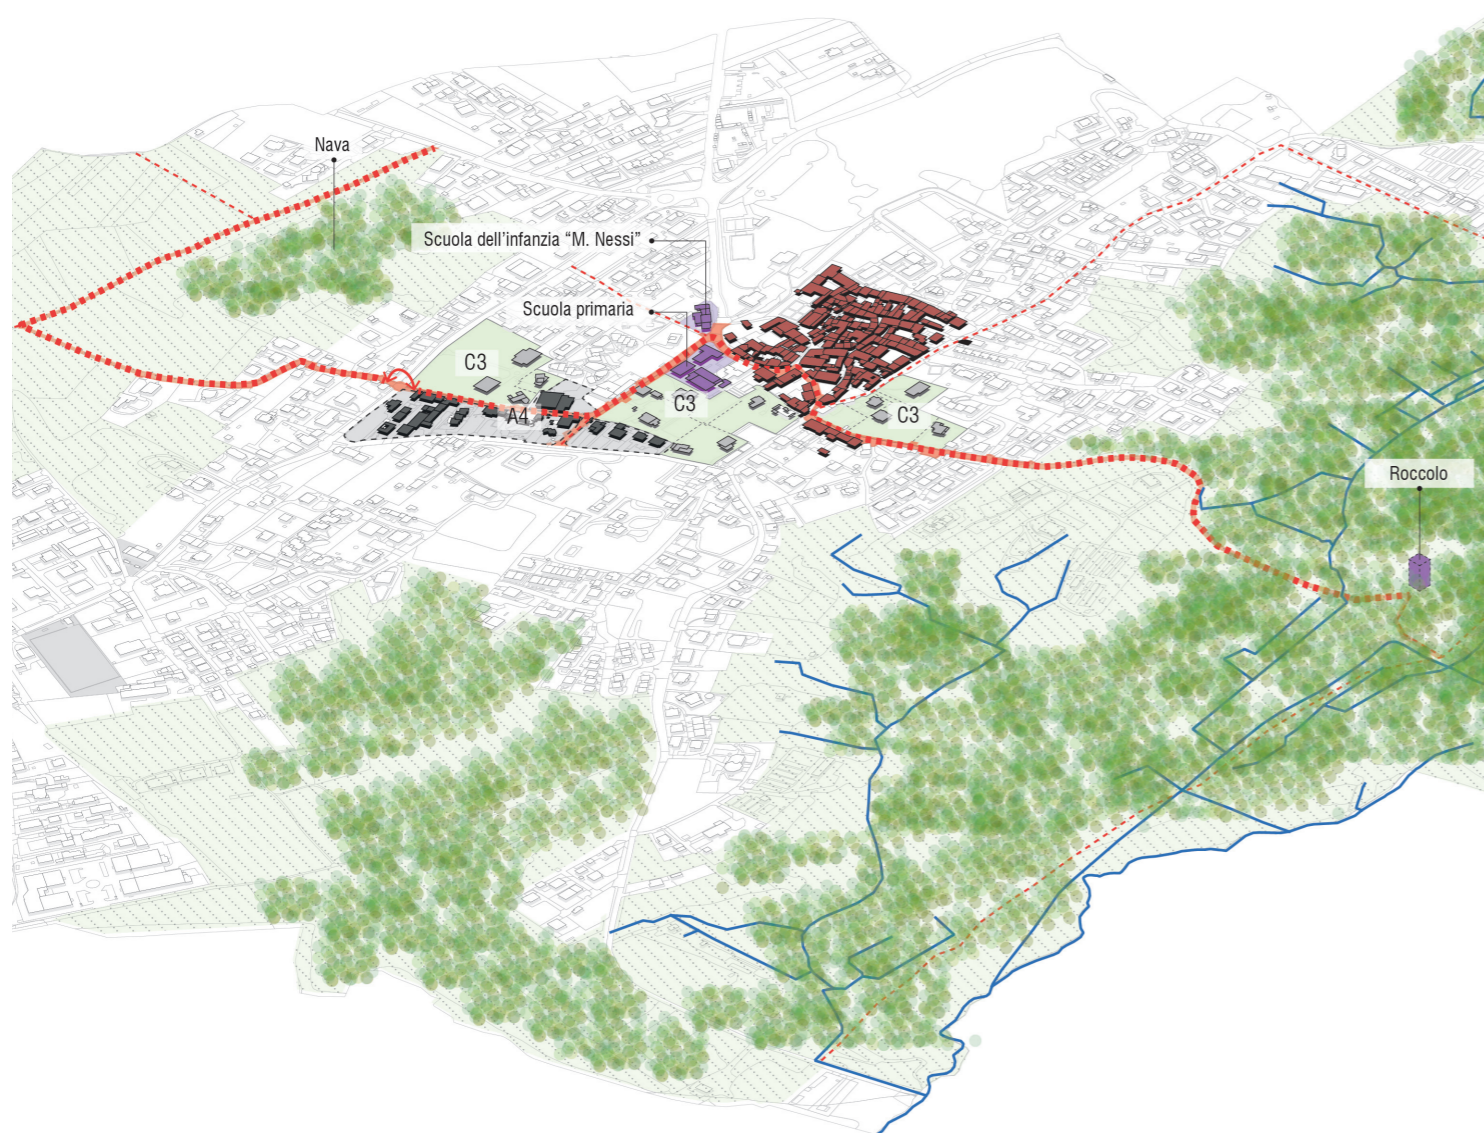 Nava
Scuola dell'infanzia “M. Nessi”
Scuola primaria
C3
A4
C3
C3
Roccolo